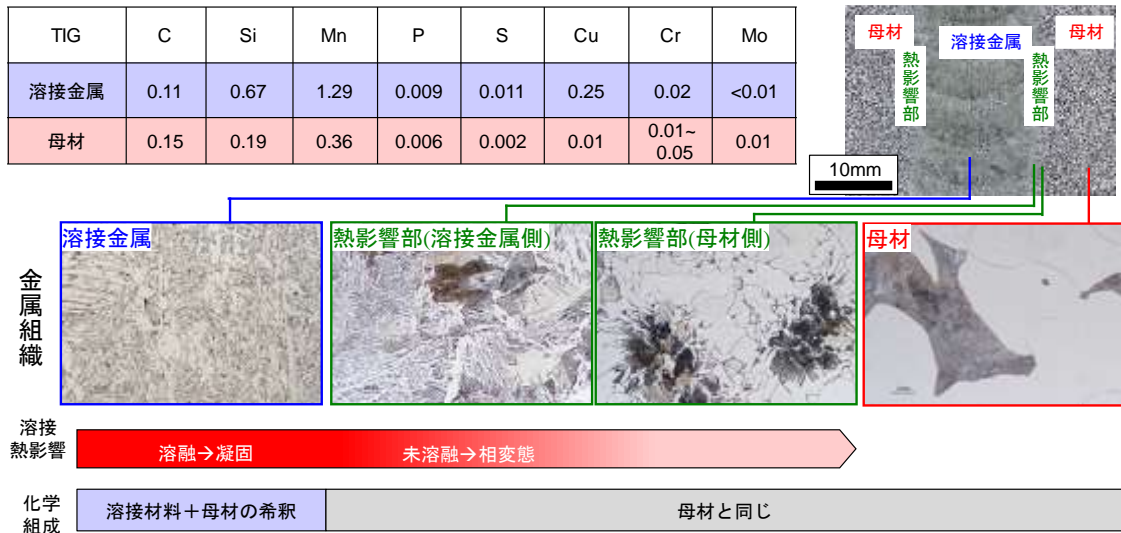 TIG C Si Mn P S Cu Cr Mo
溶接金属 0.11 0.67 1.29 0.009 0.011 0.25 0.02 <0.01
母材 0.15 0.19 0.36 0.006 0.002 0.01 0.01~0.05 0.01
母材 溶接金属 母材
熱影響部 熱影響部
10mm
金属組織
溶接金属 熱影響部(溶接金属側) 熱影響部(母材側) 母材
溶接
熱影響
溶融→凝固 未溶融→相変態
化学
組成
溶接材料+母材の希釈 母材と同じ